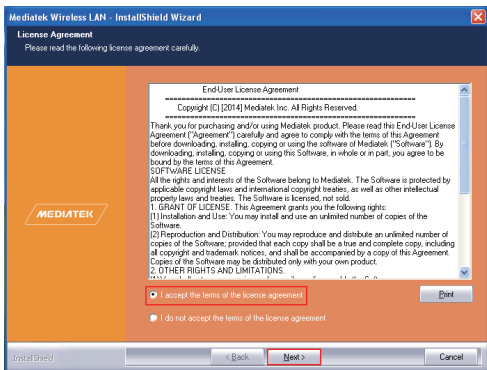 Mediatek Wireless LAN - InstallShield Wizard
License Agreement
Please read the following license agreement carefully.
End-User License Agreement
===============================================================
Copyright (C) [2014] Mediatek Inc. All Rights Reserved.
===============================================================
Thank you for purchasing and/or using Mediatek product. Please read this End-User License
Agreement ("Agreement") carefully and agree to comply with the terms of this Agreement
before downloading, installing, copying or using the software of Mediatek ("Software"). By
downloading, installing, copying or using this Software, in whole or in part, you agree to be
bound by the terms of this Agreement.
SOFTWARE LICENSE
All the rights and interests of the Software belong to Mediatek. The Software is protected by
applicable copyright laws and international copyright treaties, as well as other intellectual
property laws and treaties. The Software is licensed, not sold.
1. GRANT OF LICENSE. This Agreement grants you the following rights:
(1) Installation and Use: You may install and use an unlimited number of copies of the
Software.
(2) Reproduction and Distribution: You may reproduce and distribute an unlimited number of
copies of the Software; provided that each copy shall be a true and complete copy, including
all copyright and trademark notices, and shall be accompanied by a copy of this Agreement.
Copies of the Software may be distributed only with your own product.
2. OTHER RIGHTS AND LIMITATIONS.
MEDIATEK
I accept the terms of the license agreement
Print
I do not accept the terms of the license agreement
InstallShield
< Back
Next >
Cancel